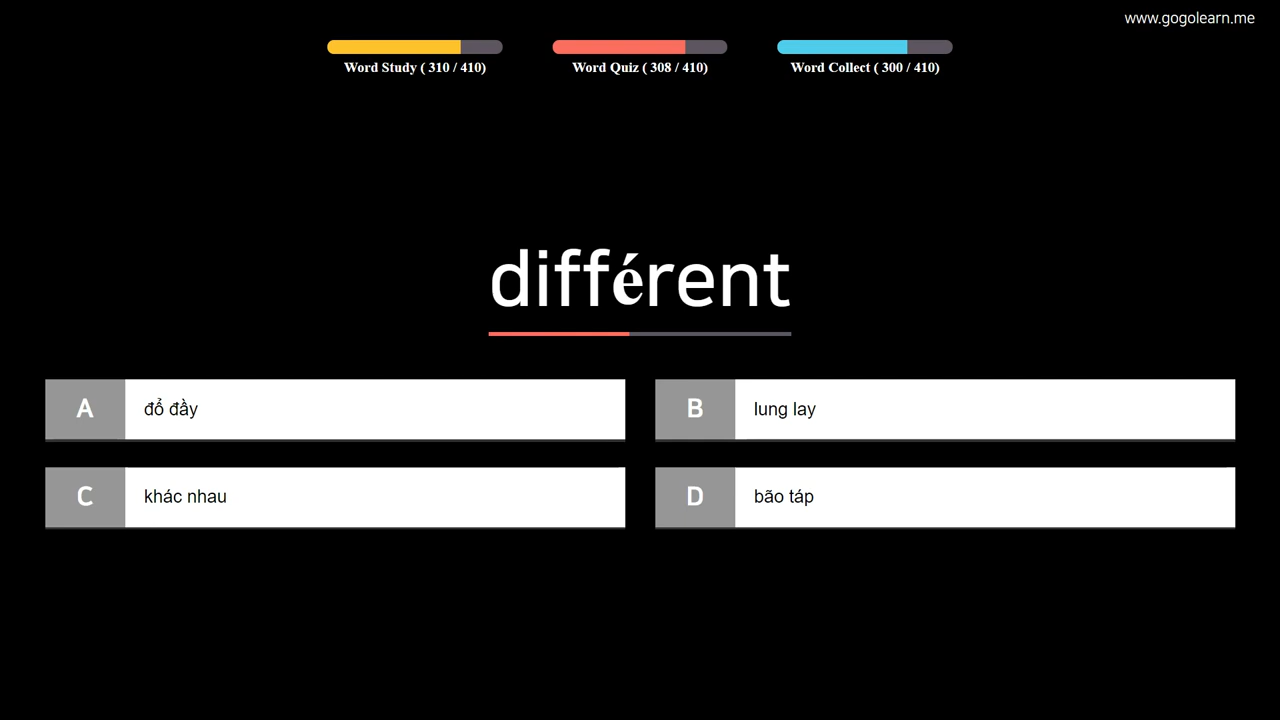 www.gogolearn.me
Word Study ( 310 / 410)
Word Quiz ( 308 / 410)
Word Collect ( 300 / 410)
différent
A đổ đầy
B lung lay
C khác nhau
D bão táp